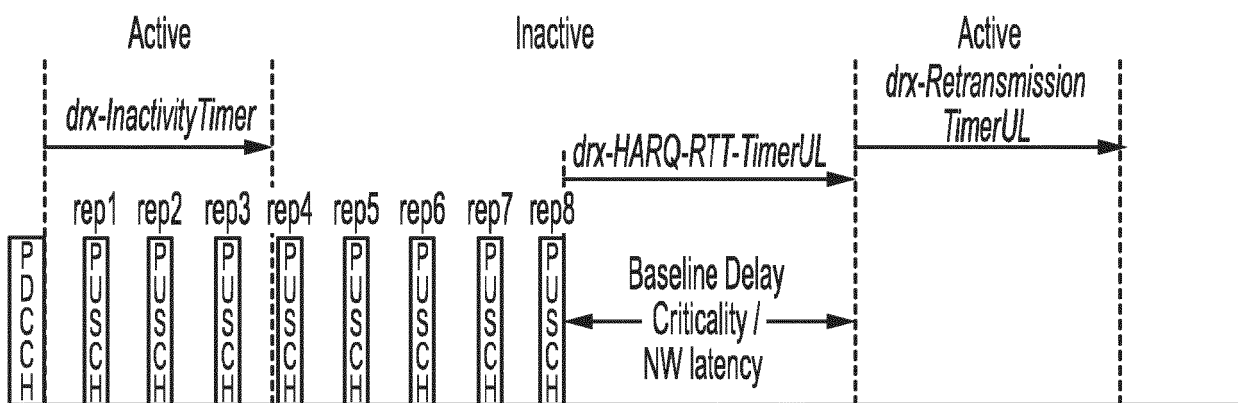 Active
Inactive
Active
drx-InactivityTimer
drx-Retransmission
TimerUL
drx-HARQ-RTT-TimerUL
rep1 rep2 rep3 rep4 rep5 rep6 rep7 rep8
PDCCH PUSCH PUSCH PUSCH PUSCH PUSCH PUSCH PUSCH PUSCH
Baseline Delay
Criticality /
NW latency